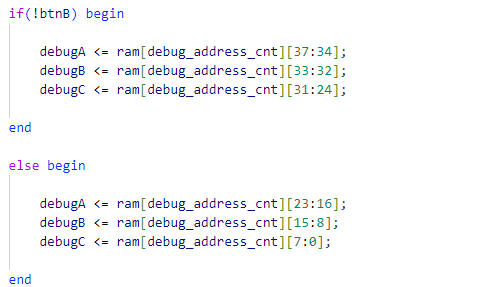 if(!btnB) begin
debugA <= ram[debug_address_cnt][37:34];
debugB <= ram[debug_address_cnt][33:32];
debugC <= ram[debug_address_cnt][31:24];
end
else begin
debugA <= ram[debug_address_cnt][23:16];
debugB <= ram[debug_address_cnt][15:8];
debugC <= ram[debug_address_cnt][7:0];
end